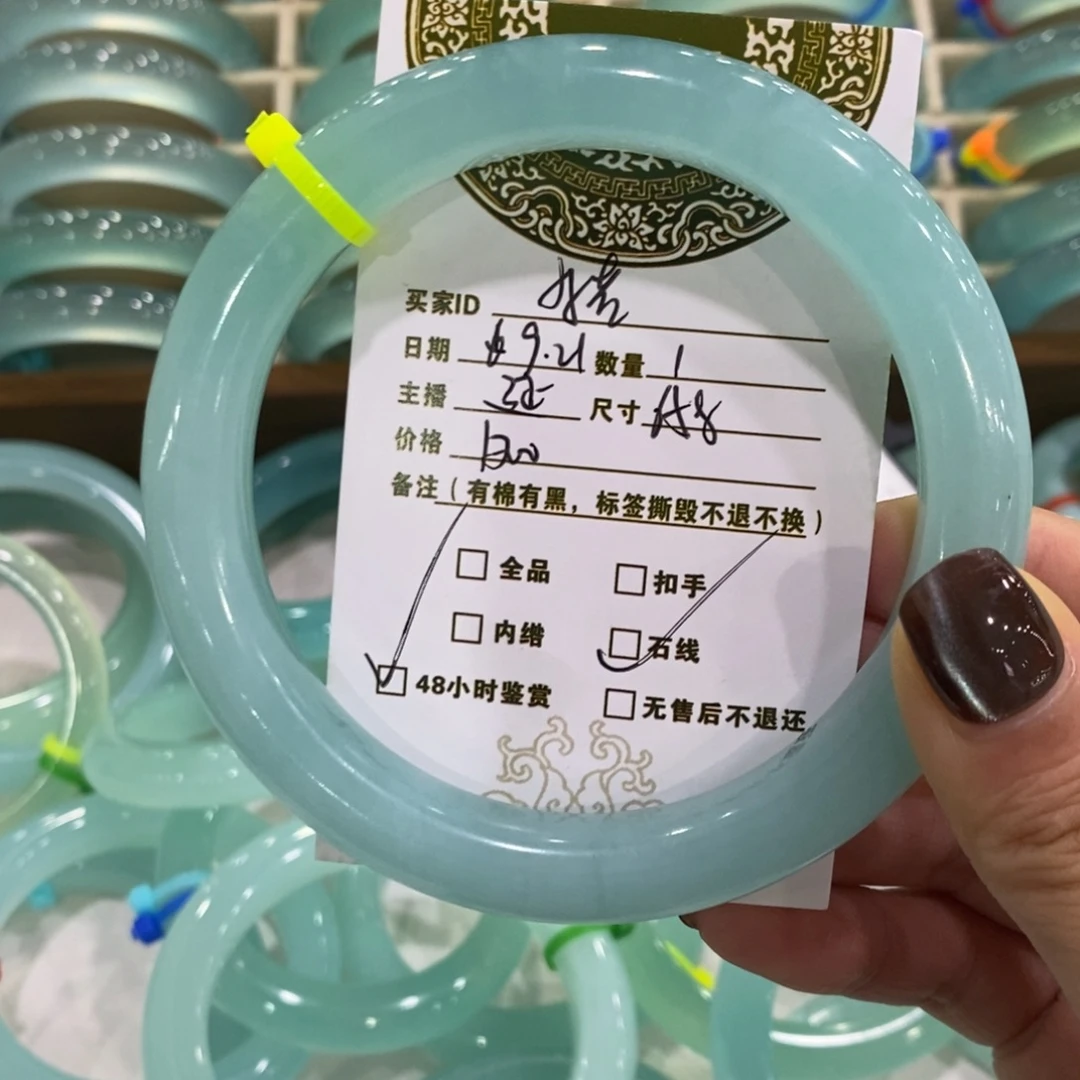 买家ID
日期 9.21 数量 1
主播 尺寸
价格
备注（有棉有黑，标签撕毁不退不换）
□ 全品 □ 扣手
□ 内绺 □ 石线
□ 48小时鉴赏 □ 无售后不退还